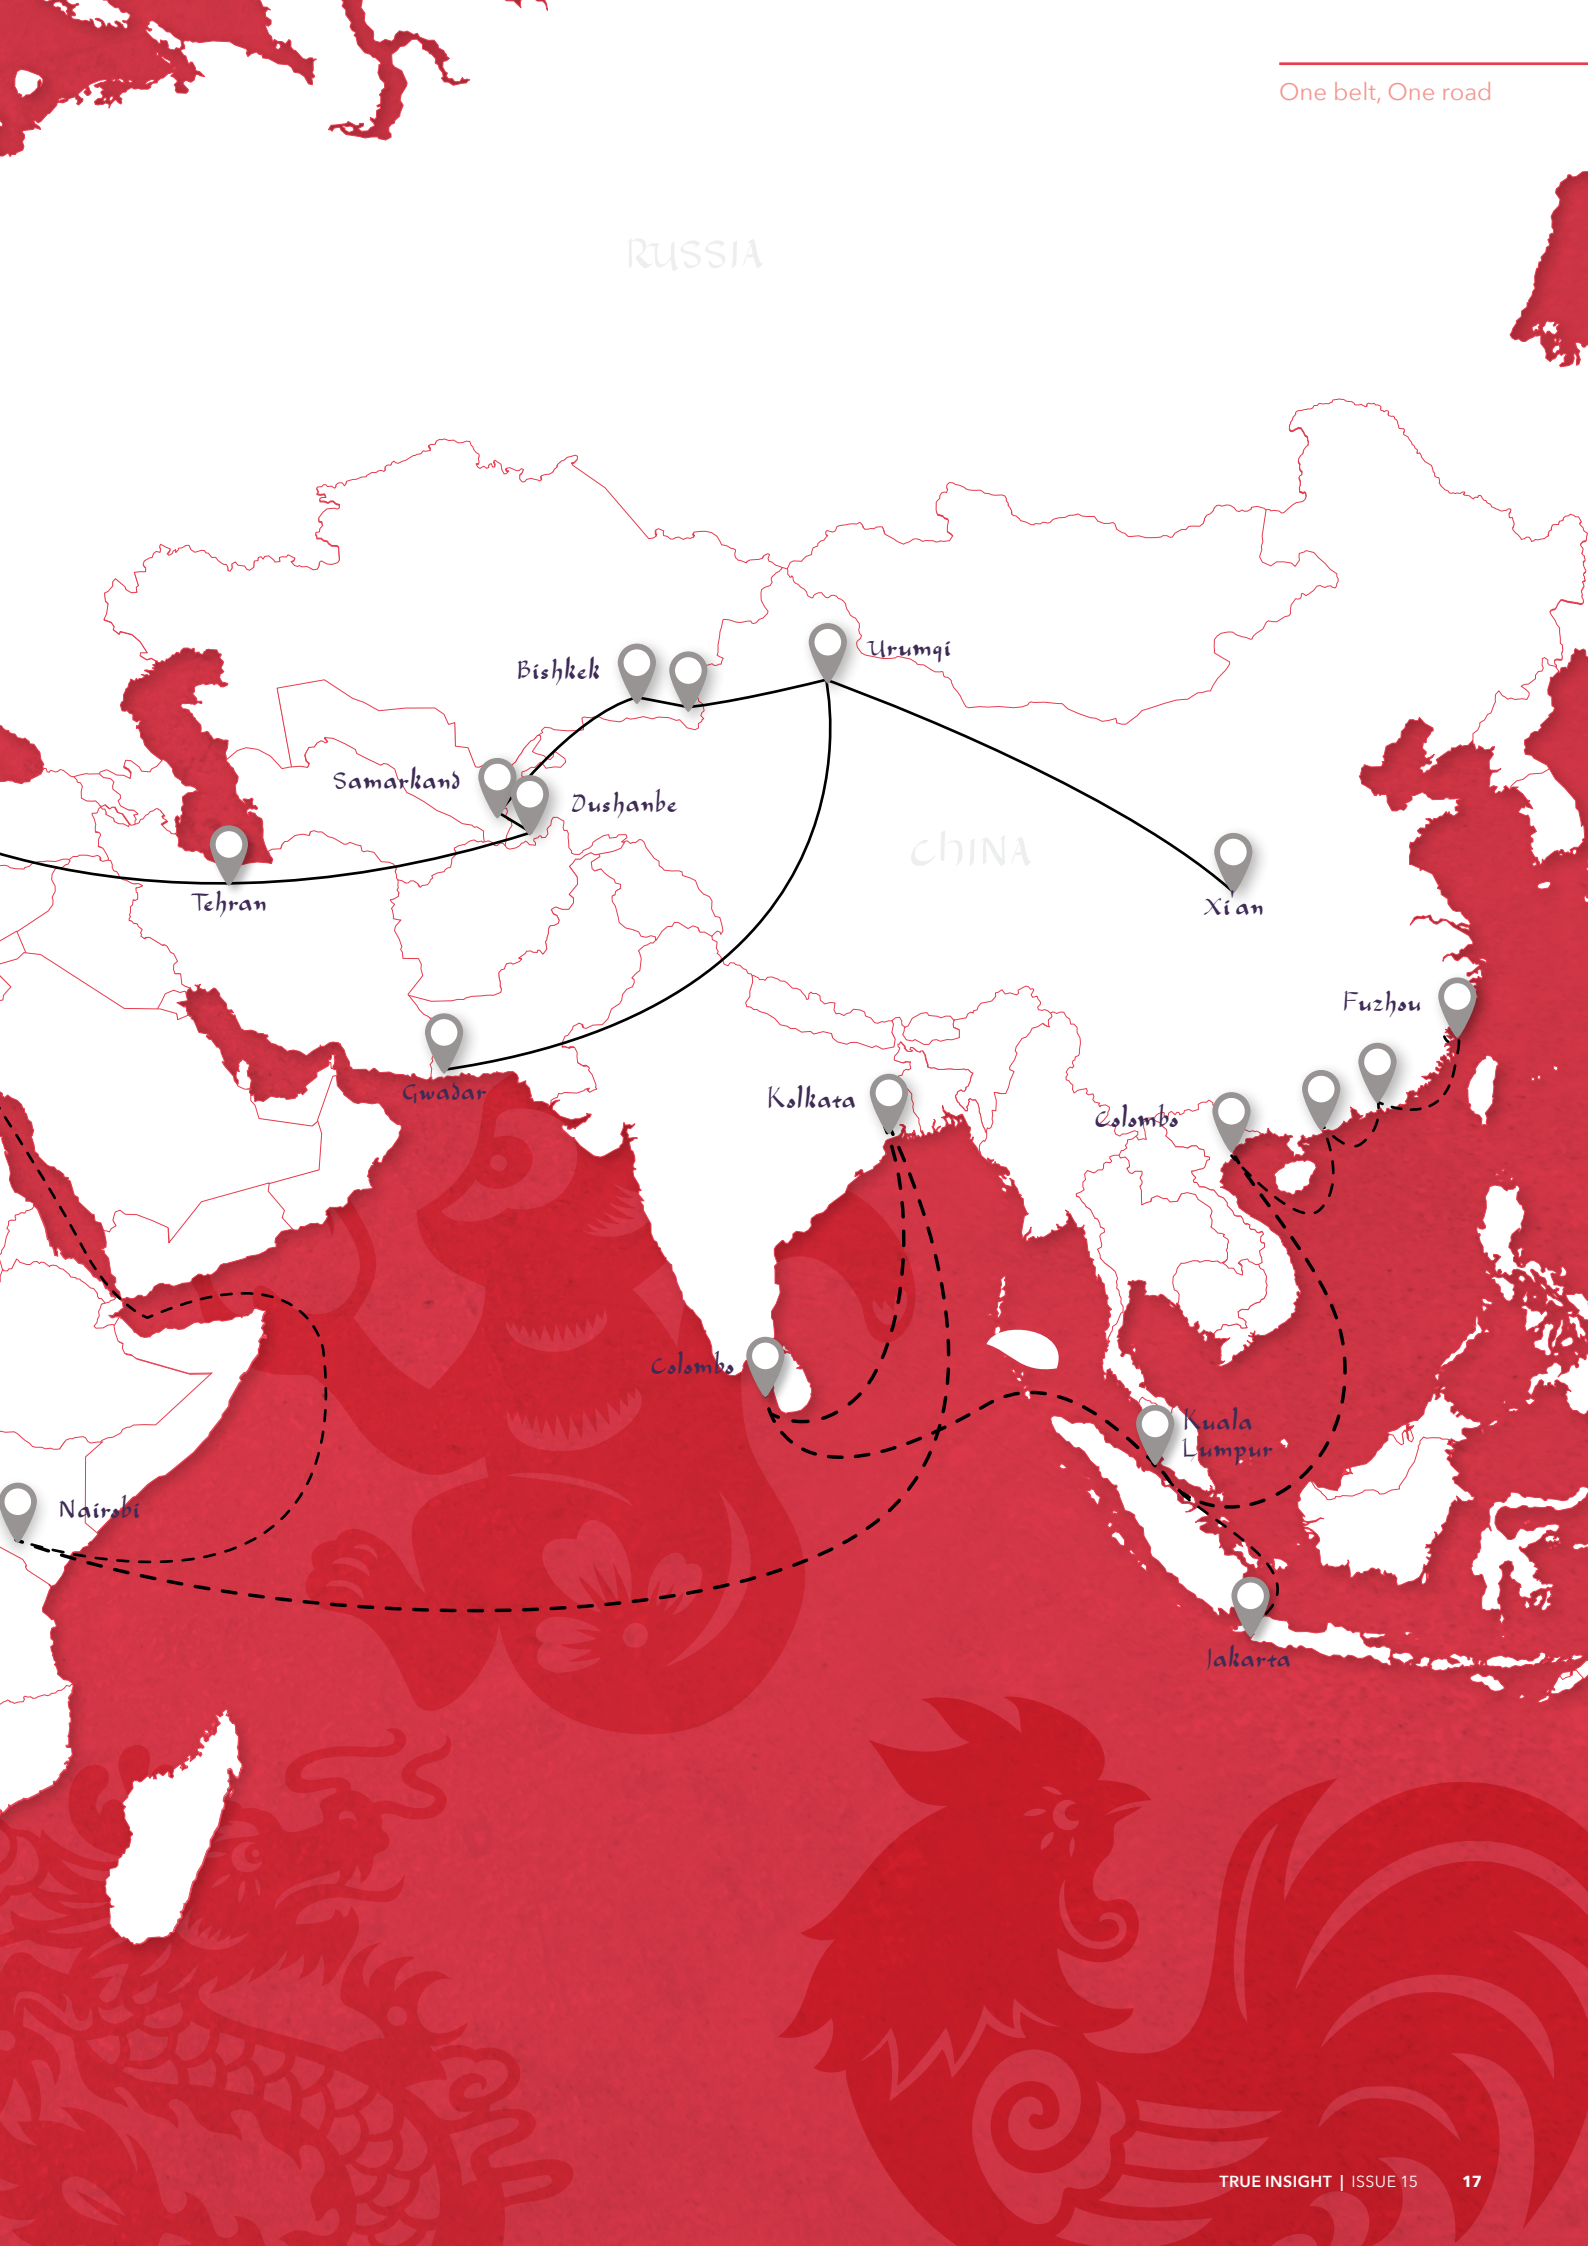 One belt, One road
RUSSIA
Urumqi
Bishkek
Samarkand
Dushanbe
CHINA
Tehran
Xi'an
Fuzhou
Gwadar
Kolkata
Colombo
Colombo
Kuala
Lumpur
Nairobi
Jakarta
TRUE INSIGHT | ISSUE 15 17